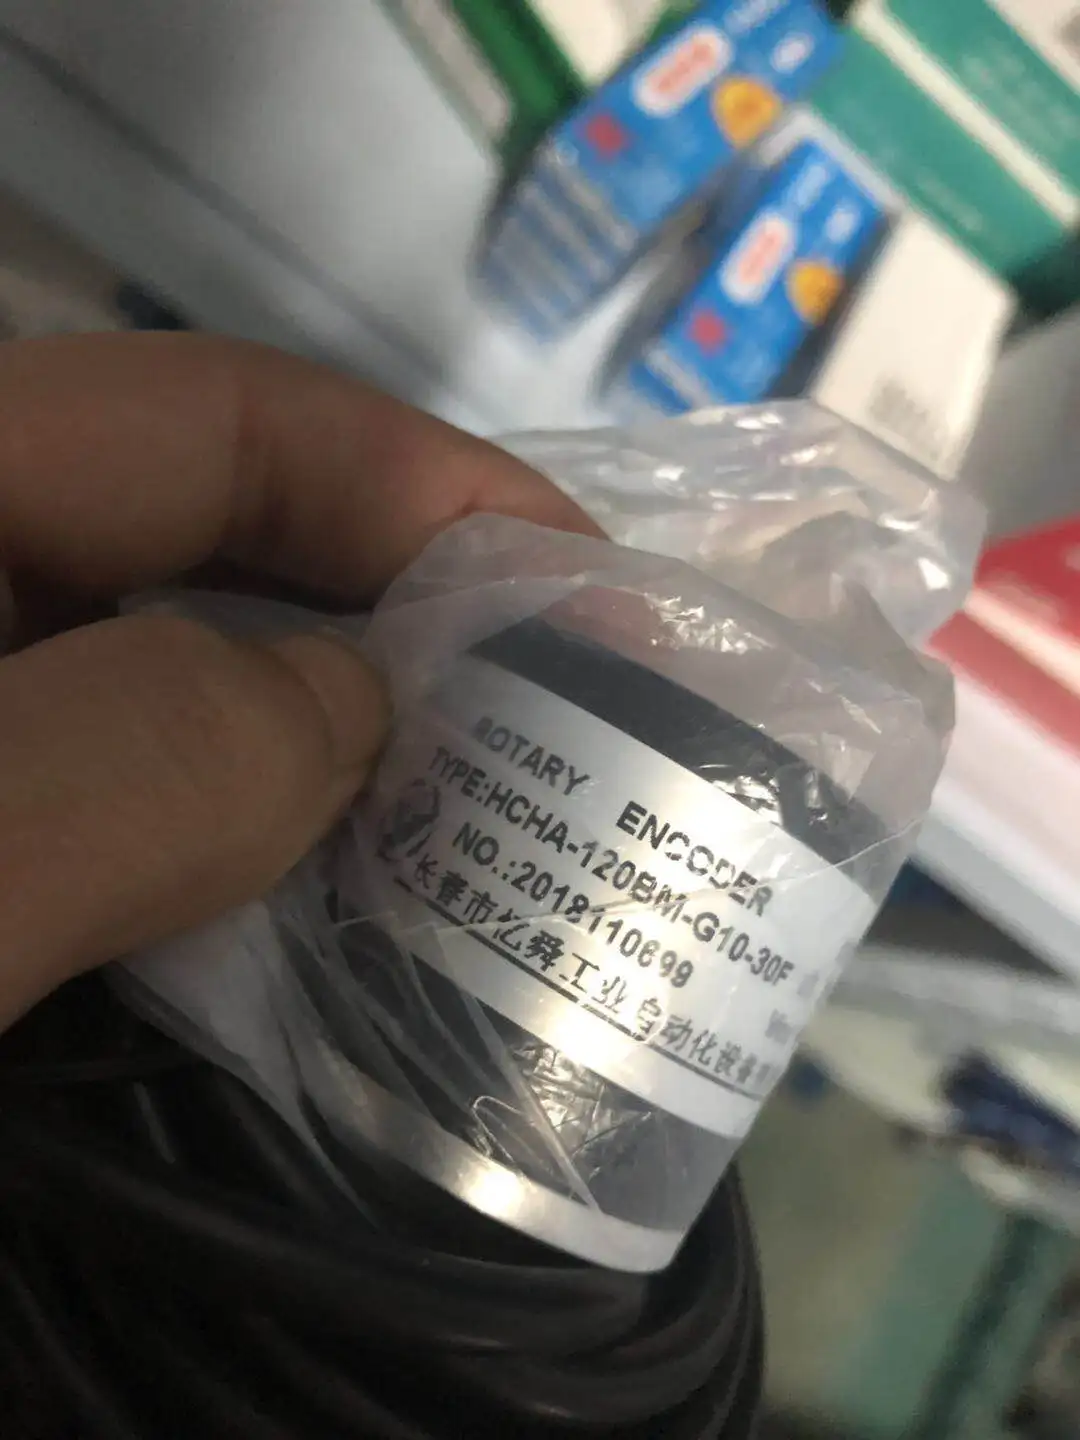 ROTARY ENCODER
TYPE:HCHA-120BM-G10-30F
NO.:2018110699
长春市亿舜工业自动化设备